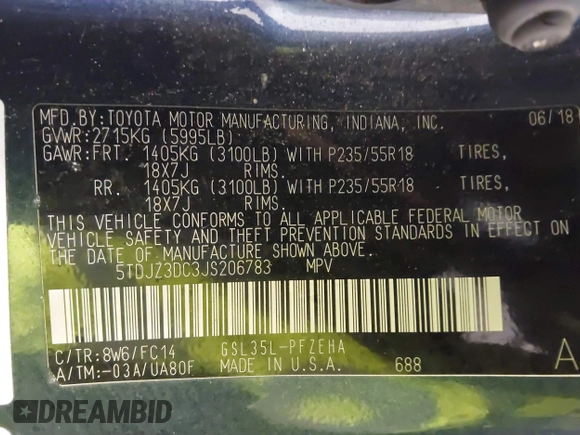 MFD.BY:TOYOTA MOTOR MANUFACTURING, INDIANA, INC. 06/18
GVWR:2715KG (5995LB)
GAWR:FRT. 1405KG (3100LB) WITH P235/55R18 TIRES,
18X7J RIMS.
RR. 1405KG (3100LB) WITH P235/55R18 TIRES,
18X7J RIMS.
THIS VEHICLE CONFORMS TO ALL APPLICABLE FEDERAL MOTOR
VEHICLE SAFETY AND THEFT PREVENTION STANDARDS IN EFFECT ON
THE DATE OF MANUFACTURE SHOWN ABOVE.
5TDJZ3DC3JS206783 MPV
C/TR:8W6/FC14 GSL35L-PFZEHA A
A/TM:-03A/UA80F MADE IN U.S.A. 688
DREAMBID